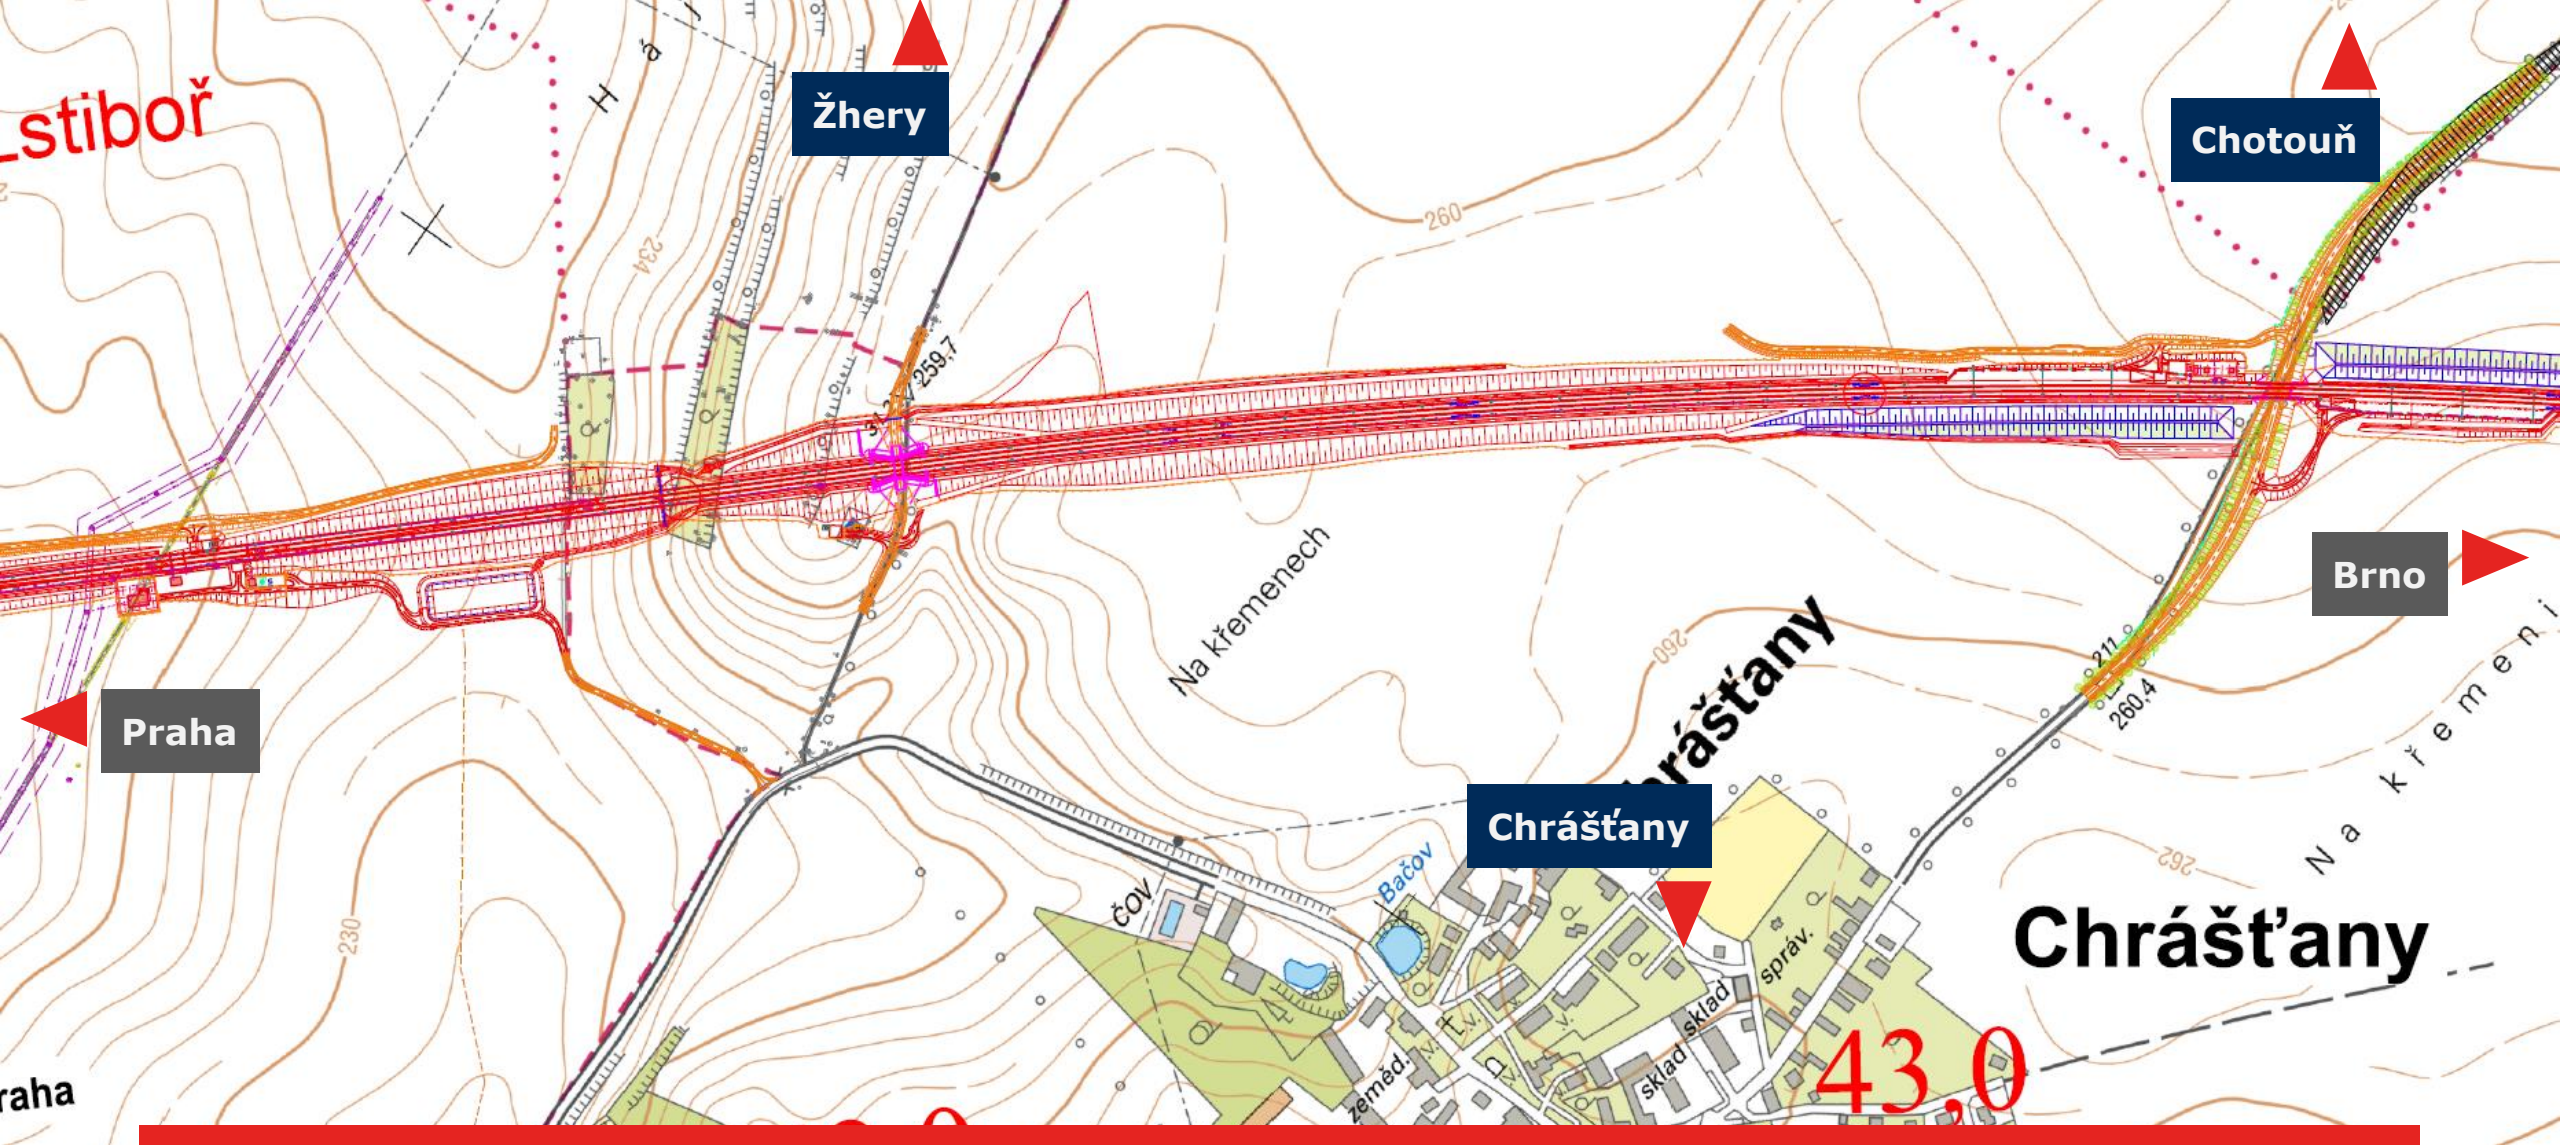 Lstiboř
H á j
Žhery
Chotouň
234
260
259,7
Na křemenech
260
211
260,4
Brno
Praha
Na křemeni
Chrášťany
Bačov
ČOV
262
230
Chrášťany
správ.
sklad
sklad
43,0
zeměd.
raha